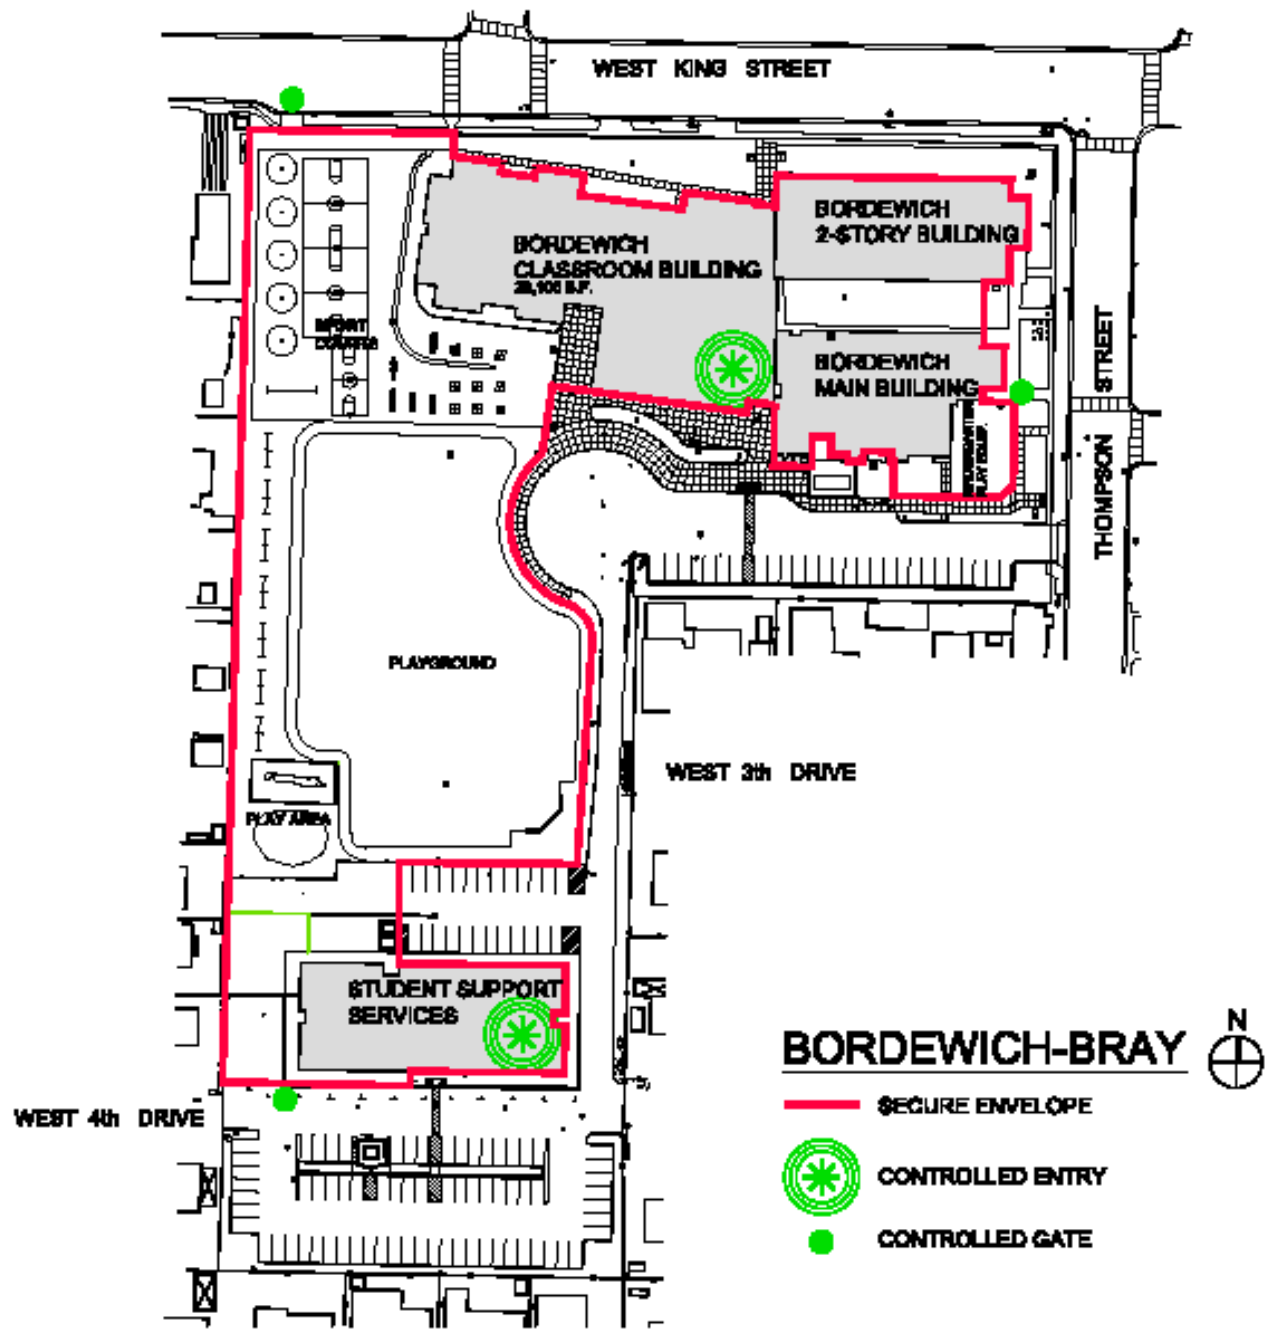 WEST KING STREET
BORDEWICH
2-STORY BUILDING
BORDEWICH
CLASSROOM BUILDING
SPORT
COURTS
BORDEWICH
MAIN BUILDING
THOMPSON STREET
PLAYGROUND
WEST 3th DRIVE
PLAY AREA
STUDENT SUPPORT
SERVICES
WEST 4th DRIVE
BORDEWICH-BRAY
N
SECURE ENVELOPE
CONTROLLED ENTRY
CONTROLLED GATE